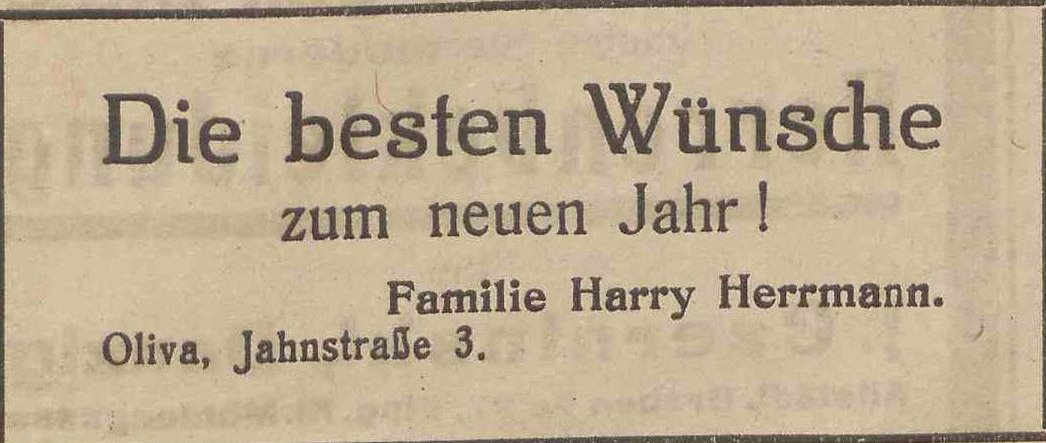 Die besten Wünsche
zum neuen Jahr!
Familie Harry Herrmann.
Oliva, Jahnstraße 3.